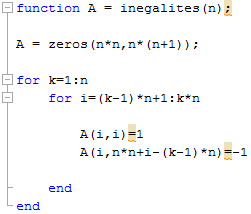 function A = inegalites(n);
A = zeros(n*n,n*(n+1));
for k=1:n
for i=(k-1)*n+1:k*n
A(i,i)=1
A(i,n*n+i-(k-1)*n)=-1
end
end